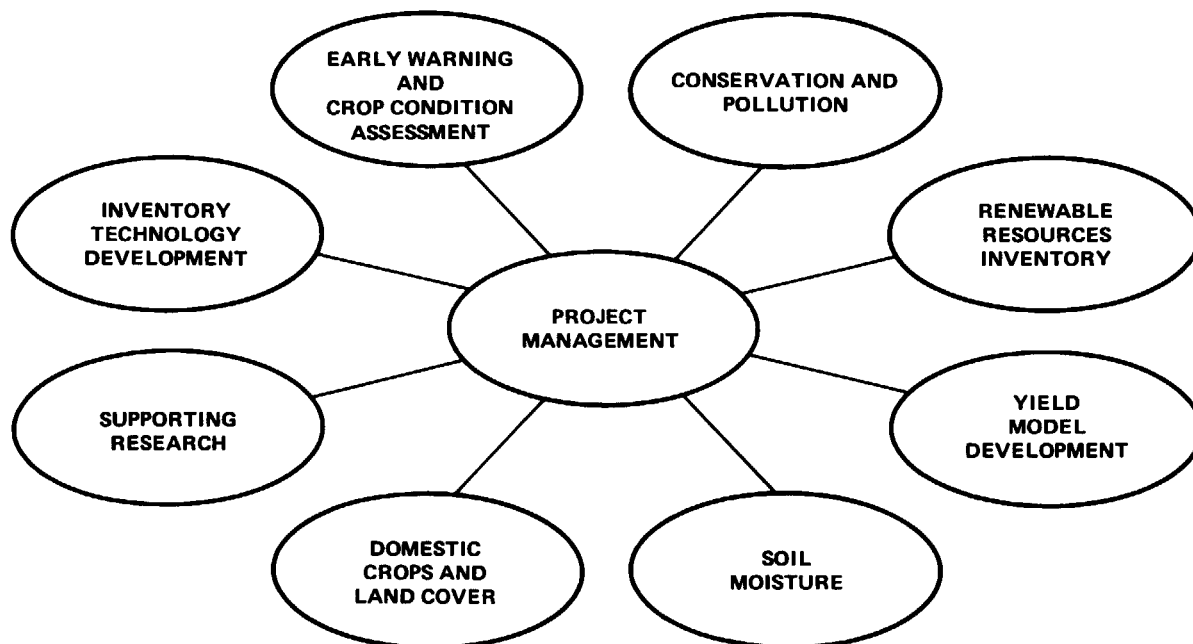 EARLY WARNING
AND
CROP CONDITION
ASSESSMENT
CONSERVATION AND
POLLUTION
INVENTORY
TECHNOLOGY
DEVELOPMENT
RENEWABLE
RESOURCES
INVENTORY
PROJECT
MANAGEMENT
SUPPORTING
RESEARCH
YIELD
MODEL
DEVELOPMENT
DOMESTIC
CROPS AND
LAND COVER
SOIL
MOISTURE